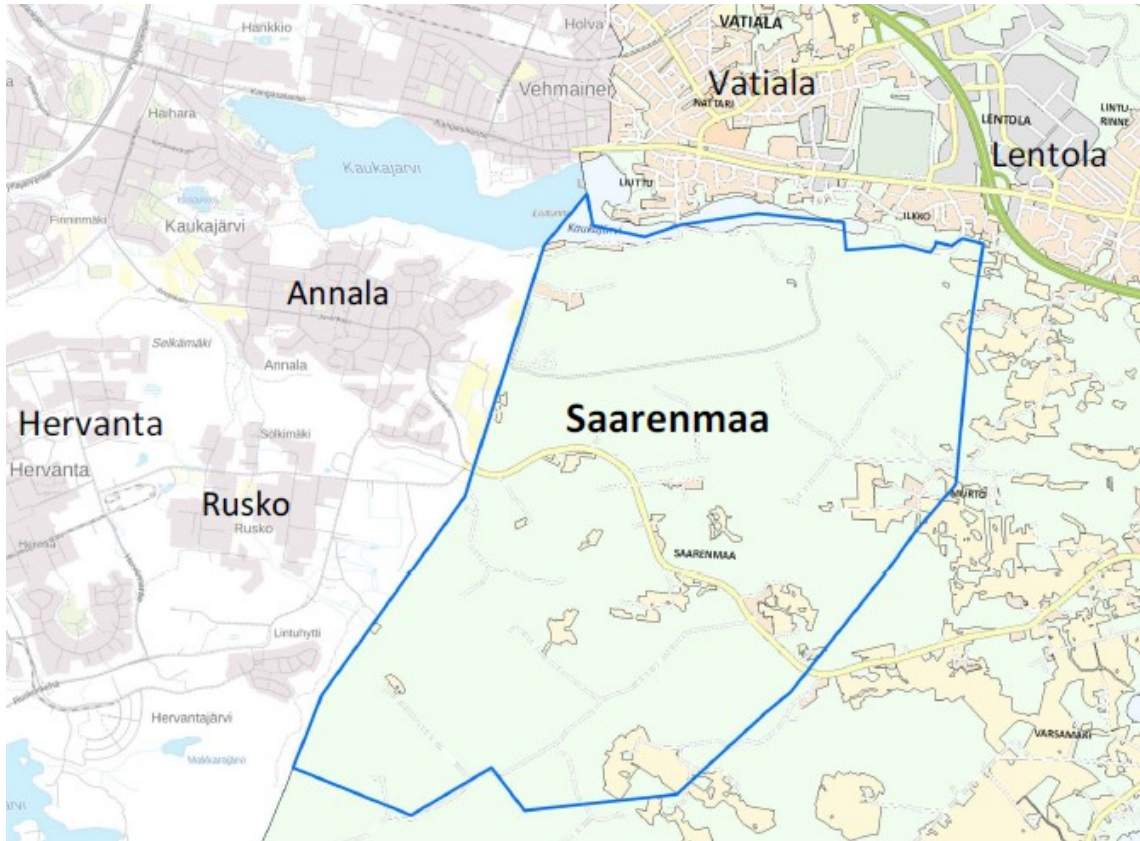 Holva
VATIALA
Hankkio
Vatiala
Vehmainen
NATTARI
LENTOLA
LINTU-
RINNE
Haihara
Lentola
Kaukajärvi
LIUTTU
ILKKO
Finninmäki
Kaukajärvi
Kaukajärvi
Annala
Selkämäki
Annala
Saarenmaa
Hervanta
Sölkimäki
Hervanta
Rusko
MURTO
Rusko
SAARENMAA
Lintuhytti
Hervantajärvi
VARSAMÄKI
Makkarajärvi